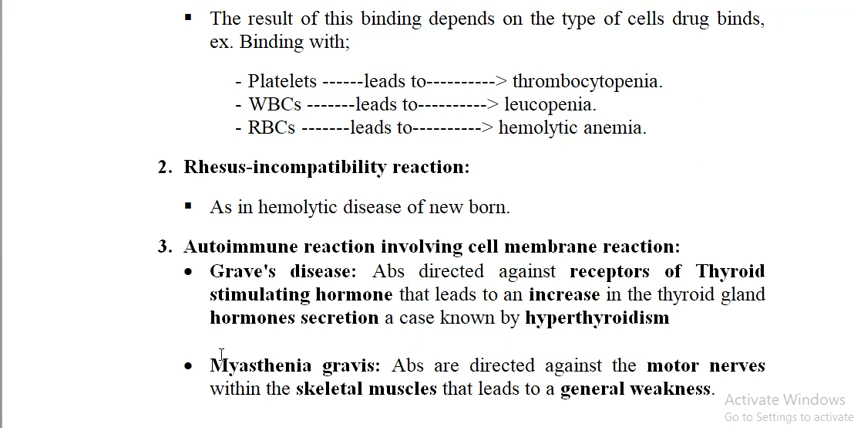 ▪ The result of this binding depends on the type of cells drug binds,
ex. Binding with;
- Platelets ------leads to----------> thrombocytopenia.
- WBCs -------leads to----------> leucopenia.
- RBCs -------leads to----------> hemolytic anemia.
2. Rhesus-incompatibility reaction:
▪ As in hemolytic disease of new born.
3. Autoimmune reaction involving cell membrane reaction:
• Grave's disease: Abs directed against receptors of Thyroid
stimulating hormone that leads to an increase in the thyroid gland
hormones secretion a case known by hyperthyroidism
• Myasthenia gravis: Abs are directed against the motor nerves
within the skeletal muscles that leads to a general weakness.
Activate Windows
Go to Settings to activate